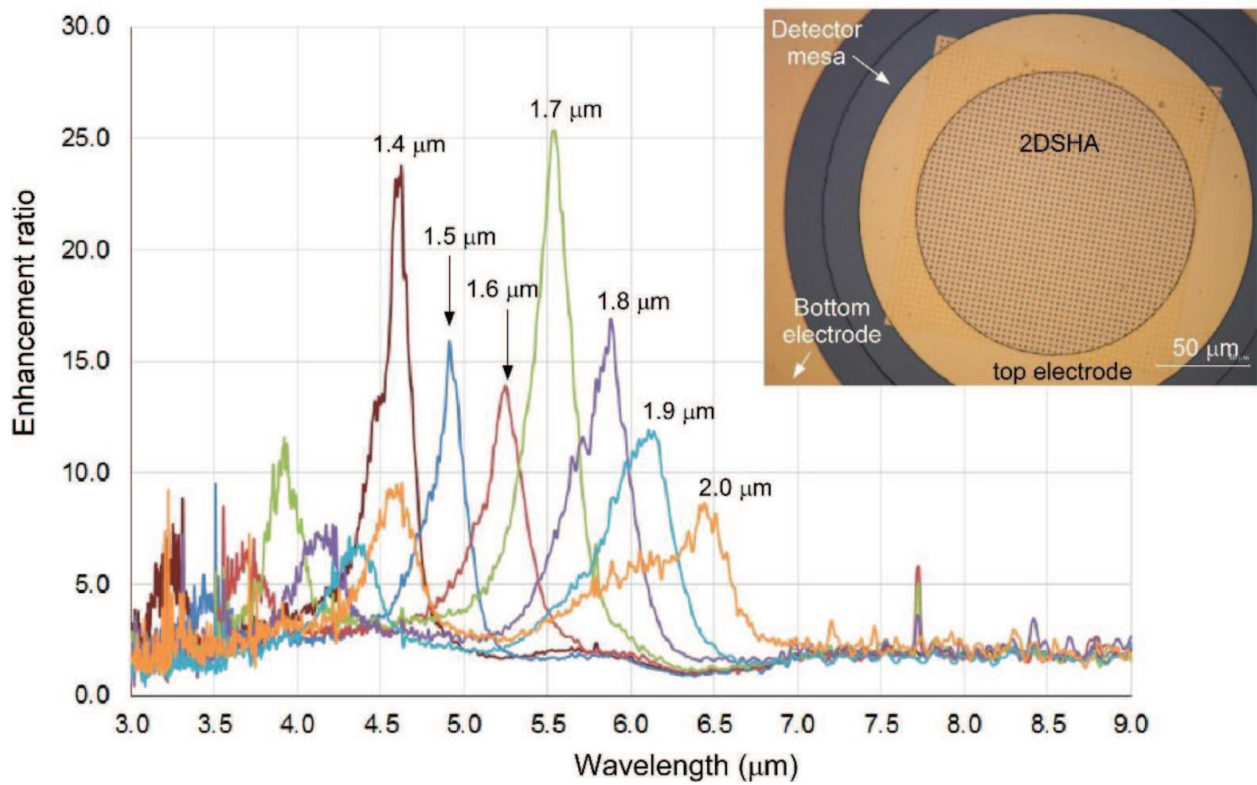 30.0
25.0
20.0
15.0
10.0
5.0
0.0
Enhancement ratio
3.0 3.5 4.0 4.5 5.0 5.5 6.0 6.5 7.0 7.5 8.0 8.5 9.0
Wavelength (μm)
1.4 μm
1.5 μm
1.6 μm
1.7 μm
1.8 μm
1.9 μm
2.0 μm
Detector
mesa
2DSHA
Bottom
electrode
top electrode
50 μm